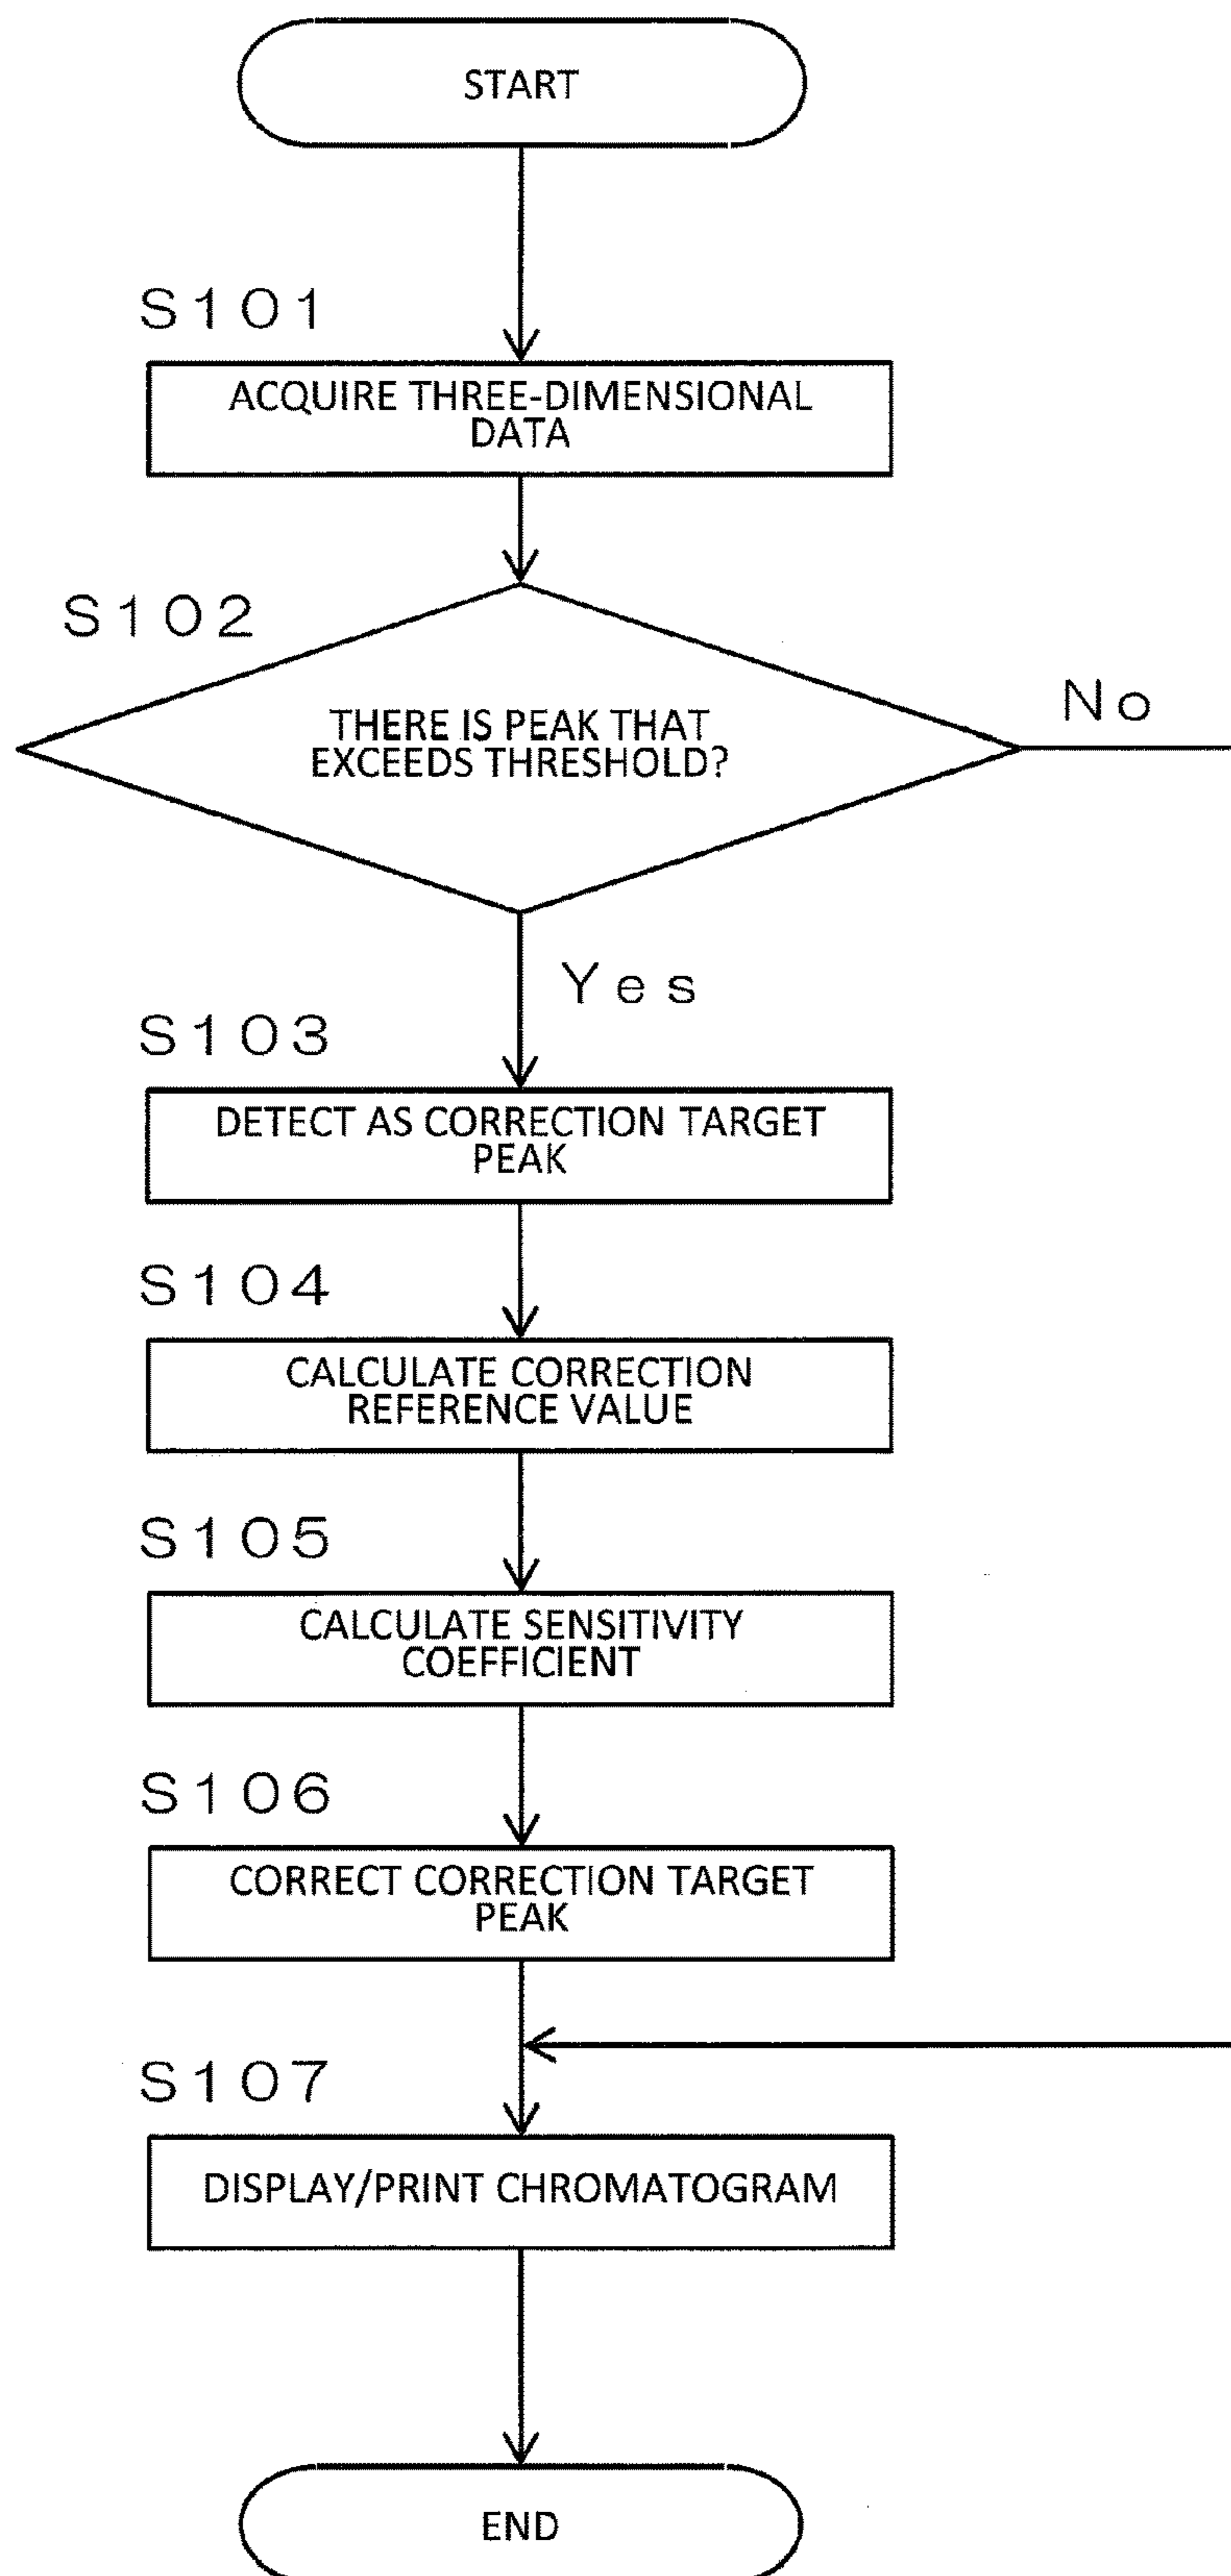 START
S101
ACQUIRE THREE-DIMENSIONAL
DATA
S102
THERE IS PEAK THAT
EXCEEDS THRESHOLD?
No
Yes
S103
DETECT AS CORRECTION TARGET
PEAK
S104
CALCULATE CORRECTION
REFERENCE VALUE
S105
CALCULATE SENSITIVITY
COEFFICIENT
S106
CORRECT CORRECTION TARGET
PEAK
S107
DISPLAY/PRINT CHROMATOGRAM
END